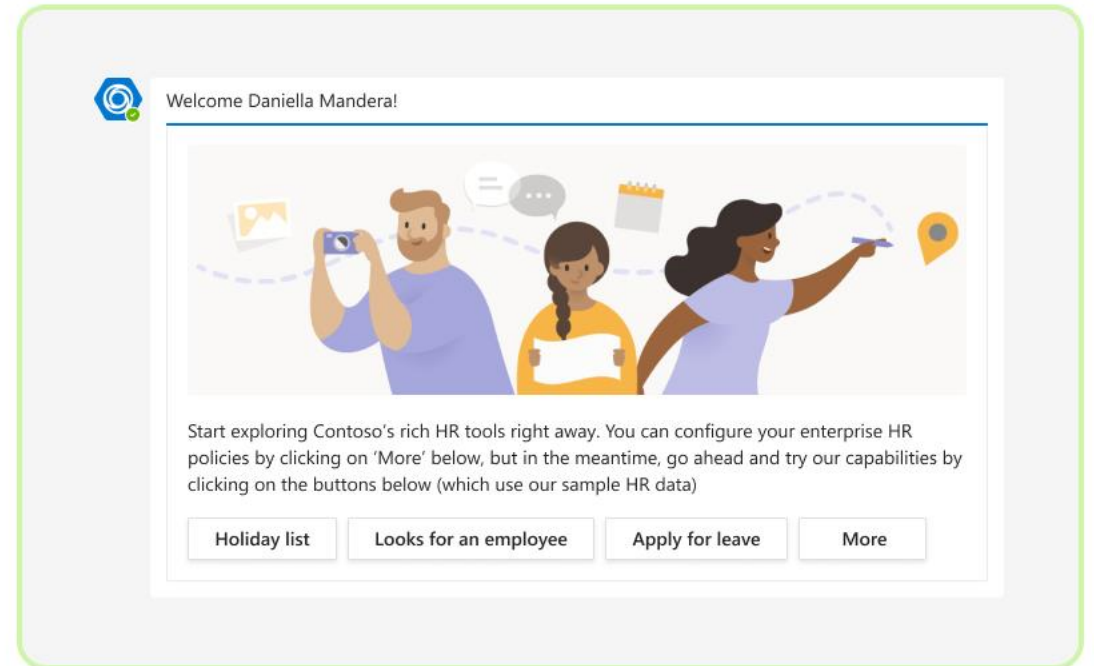 Welcome Daniella Mandera!
Start exploring Contoso’s rich HR tools right away. You can configure your enterprise HR
policies by clicking on ‘More’ below, but in the meantime, go ahead and try our capabilities by
clicking on the buttons below (which use our sample HR data)
Holiday list
Looks for an employee
Apply for leave
More